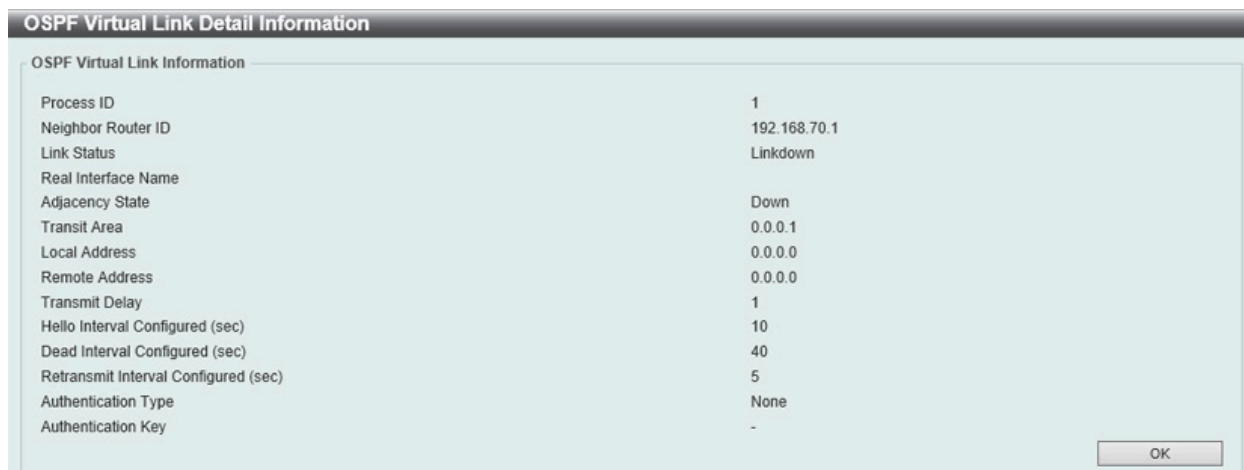 OSPF Virtual Link Detail Information
OSPF Virtual Link Information
Process ID 1
Neighbor Router ID 192.168.70.1
Link Status Linkdown
Real Interface Name
Adjacency State Down
Transit Area 0.0.0.1
Local Address 0.0.0.0
Remote Address 0.0.0.0
Transmit Delay 1
Hello Interval Configured (sec) 10
Dead Interval Configured (sec) 40
Retransmit Interval Configured (sec) 5
Authentication Type None
Authentication Key -
OK